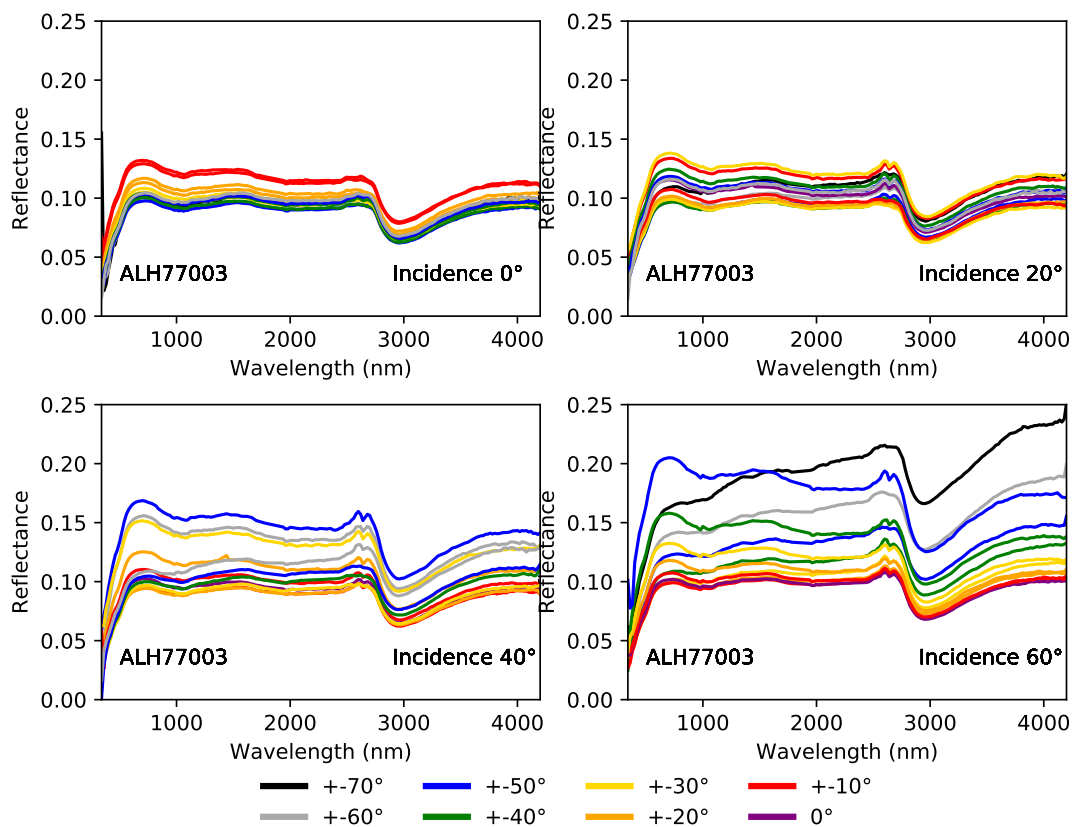 0.25
0.20
0.15
0.10
0.05
0.00
Reflectance
ALH77003
Incidence 0°
1000 2000 3000 4000
Wavelength (nm)
0.25
0.20
0.15
0.10
0.05
0.00
Reflectance
ALH77003
Incidence 20°
1000 2000 3000 4000
Wavelength (nm)
0.25
0.20
0.15
0.10
0.05
0.00
Reflectance
ALH77003
Incidence 40°
1000 2000 3000 4000
Wavelength (nm)
0.25
0.20
0.15
0.10
0.05
0.00
Reflectance
ALH77003
Incidence 60°
1000 2000 3000 4000
Wavelength (nm)
+-70° +-50° +-30° +-10°
+-60° +-40° +-20° 0°